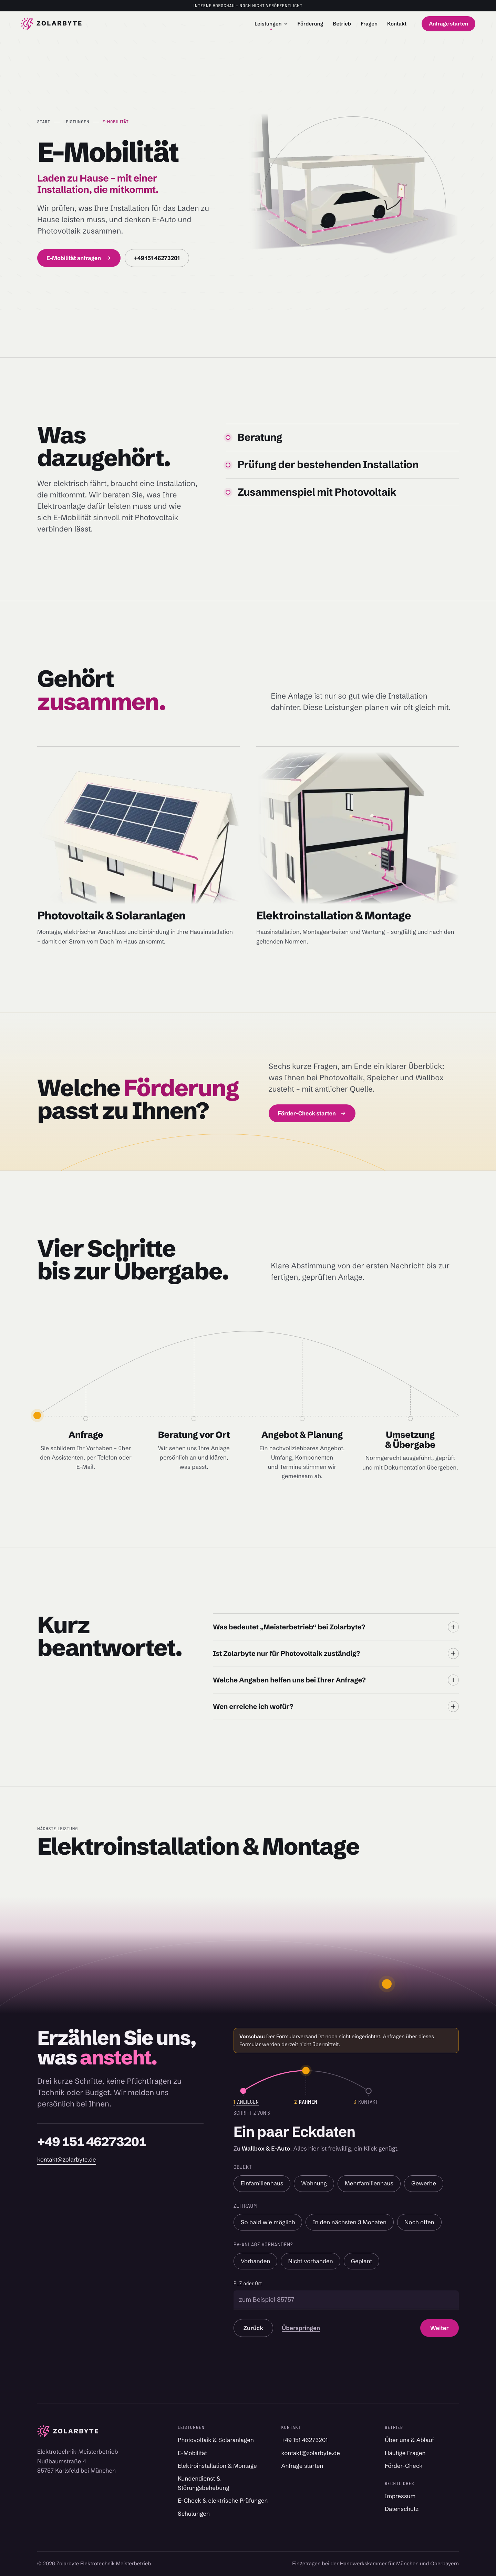 INTERNE VORSCHAU – NOCH NICHT VERÖFFENTLICHT
ZOLARBYTE
Leistungen
Förderung
Betrieb
Fragen
Kontakt
Anfrage starten
START — LEISTUNGEN — E-MOBILITÄT
E-Mobilität
Laden zu Hause – mit einer
Installation, die mitkommt.
Wir prüfen, was Ihre Installation für das Laden zu
Hause leisten muss, und denken E-Auto und
Photovoltaik zusammen.
E-Mobilität anfragen →
+49 151 46273201
Was
dazugehört.
Wer elektrisch fährt, braucht eine Installation,
die mitkommt. Wir beraten Sie, was Ihre
Elektroanlage dafür leisten muss und wie
sich E-Mobilität sinnvoll mit Photovoltaik
verbinden lässt.
Beratung
Prüfung der bestehenden Installation
Zusammenspiel mit Photovoltaik
Gehört
zusammen.
Eine Anlage ist nur so gut wie die Installation
dahinter. Diese Leistungen planen wir oft gleich mit.
Photovoltaik & Solaranlagen
Montage, elektrischer Anschluss und Einbindung in Ihre Hausinstallation
– damit der Strom vom Dach im Haus ankommt.
Elektroinstallation & Montage
Hausinstallation, Montagearbeiten und Wartung – sorgfältig und nach den
geltenden Normen.
Welche Förderung
passt zu Ihnen?
Sechs kurze Fragen, am Ende ein klarer Überblick:
was Ihnen bei Photovoltaik, Speicher und Wallbox
zusteht – mit amtlicher Quelle.
Förder-Check starten →
Vier Schritte
bis zur Übergabe.
Klare Abstimmung von der ersten Nachricht bis zur
fertigen, geprüften Anlage.
Anfrage
Sie schildern Ihr Vorhaben – über
den Assistenten, per Telefon oder
E-Mail.
Beratung vor Ort
Wir sehen uns Ihre Anlage
persönlich an und klären,
was passt.
Angebot & Planung
Ein nachvollziehbares Angebot.
Umfang, Komponenten
und Termine stimmen wir
gemeinsam ab.
Umsetzung
& Übergabe
Normgerecht ausgeführt, geprüft
und mit Dokumentation übergeben.
Kurz
beantwortet.
Was bedeutet „Meisterbetrieb“ bei Zolarbyte?
Ist Zolarbyte nur für Photovoltaik zuständig?
Welche Angaben helfen uns bei Ihrer Anfrage?
Wen erreiche ich wofür?
NÄCHSTE LEISTUNG
Elektroinstallation & Montage
Erzählen Sie uns,
was ansteht.
Drei kurze Schritte, keine Pflichtfragen zu
Technik oder Budget. Wir melden uns
persönlich bei Ihnen.
+49 151 46273201
kontakt@zolarbyte.de
Vorschau: Der Formularversand ist noch nicht eingerichtet. Anfragen über dieses
Formular werden derzeit nicht übermittelt.
1 ANLIEGEN
2 RAHMEN
3 KONTAKT
SCHRITT 2 VON 3
Ein paar Eckdaten
Zu Wallbox & E-Auto. Alles hier ist freiwillig, ein Klick genügt.
OBJEKT
Einfamilienhaus
Wohnung
Mehrfamilienhaus
Gewerbe
ZEITRAUM
So bald wie möglich
In den nächsten 3 Monaten
Noch offen
PV-ANLAGE VORHANDEN?
Vorhanden
Nicht vorhanden
Geplant
PLZ oder Ort
zum Beispiel 85757
Zurück
Überspringen
Weiter
ZOLARBYTE
Elektrotechnik-Meisterbetrieb
Nußbaumstraße 4
85757 Karlsfeld bei München
LEISTUNGEN
Photovoltaik & Solaranlagen
E-Mobilität
Elektroinstallation & Montage
Kundendienst &
Störungsbehebung
E-Check & elektrische Prüfungen
Schulungen
KONTAKT
+49 151 46273201
kontakt@zolarbyte.de
Anfrage starten
BETRIEB
Über uns & Ablauf
Häufige Fragen
Förder-Check
RECHTLICHES
Impressum
Datenschutz
© 2026 Zolarbyte Elektrotechnik Meisterbetrieb
Eingetragen bei der Handwerkskammer für München und Oberbayern